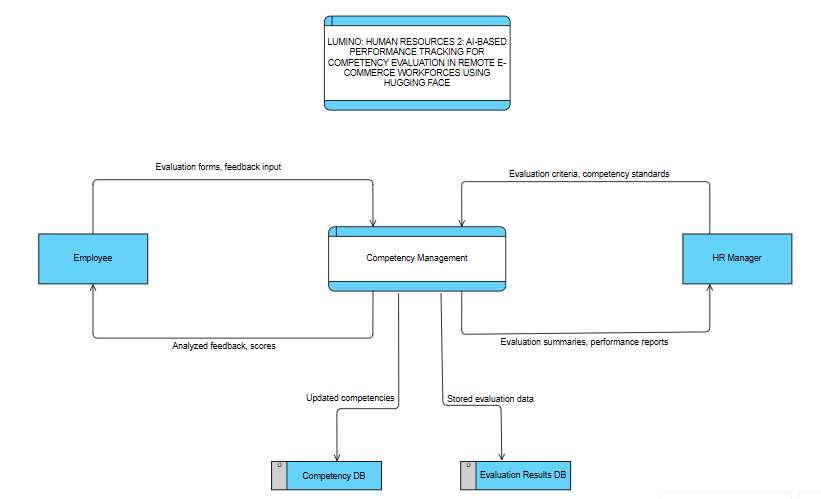 LUMINO: HUMAN RESOURCES 2: AI-BASED
PERFORMANCE TRACKING FOR
COMPETENCY EVALUATION IN REMOTE E-
COMMERCE WORKFORCES USING
HUGGING FACE
Evaluation forms, feedback input
Evaluation criteria, competency standards
Employee
Competency Management
HR Manager
Analyzed feedback, scores
Evaluation summaries, performance reports
Updated competencies
Stored evaluation data
D
Competency DB
D
Evaluation Results DB